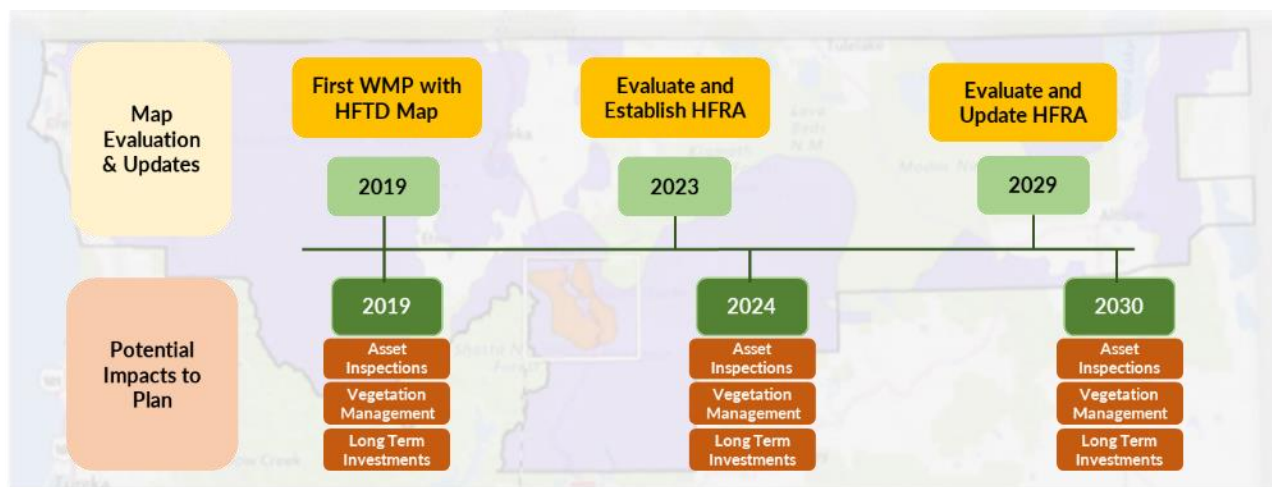 Map
Evaluation
& Updates
First WMP with
HFTD Map
Evaluate and
Establish HFRA
Evaluate and
Update HFRA
2019
2023
2029
Potential
Impacts to
Plan
2019
2024
2030
Asset
Inspections
Vegetation
Management
Long Term
Investments
Asset
Inspections
Vegetation
Management
Long Term
Investments
Asset
Inspections
Vegetation
Management
Long Term
Investments
Tulelake
Eureka